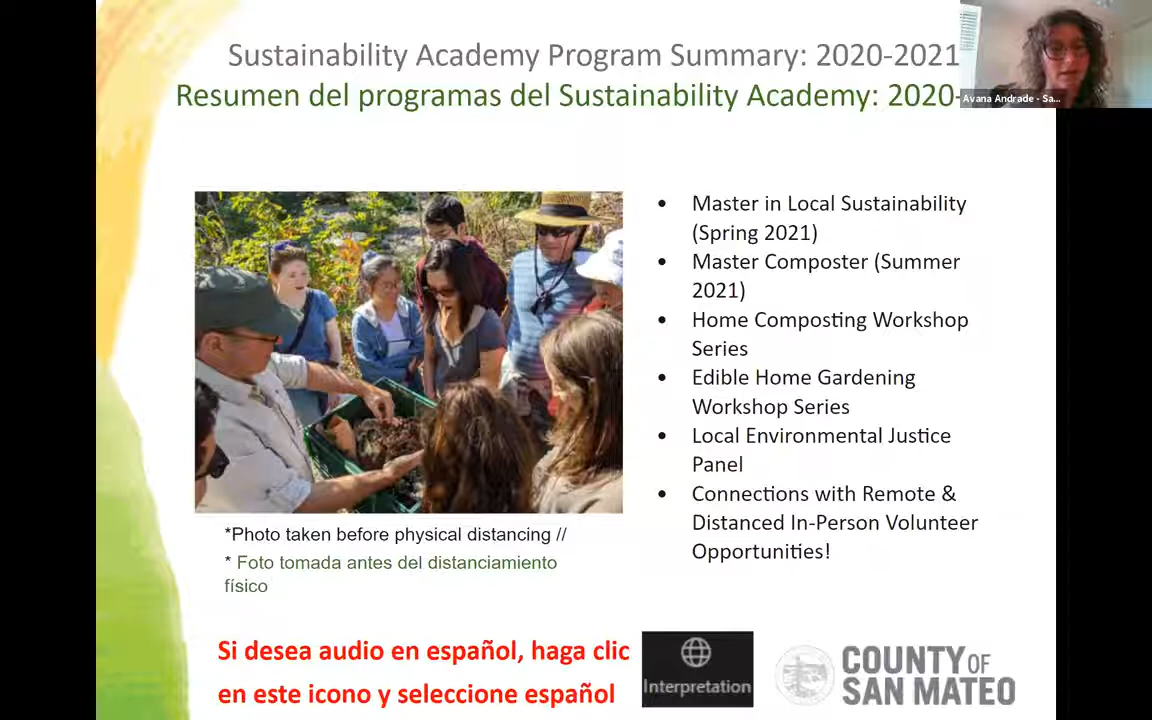 Sustainability Academy Program Summary: 2020-2021
Resumen del programas del Sustainability Academy: 2020-
Avana Andrade - Sa...
• Master in Local Sustainability
(Spring 2021)
• Master Composter (Summer
2021)
• Home Composting Workshop
Series
• Edible Home Gardening
Workshop Series
• Local Environmental Justice
Panel
• Connections with Remote &
Distanced In-Person Volunteer
Opportunities!
*Photo taken before physical distancing //
* Foto tomada antes del distanciamiento
físico
Si desea audio en español, haga clic
en este icono y seleccione español
Interpretation
COUNTY OF
SAN MATEO